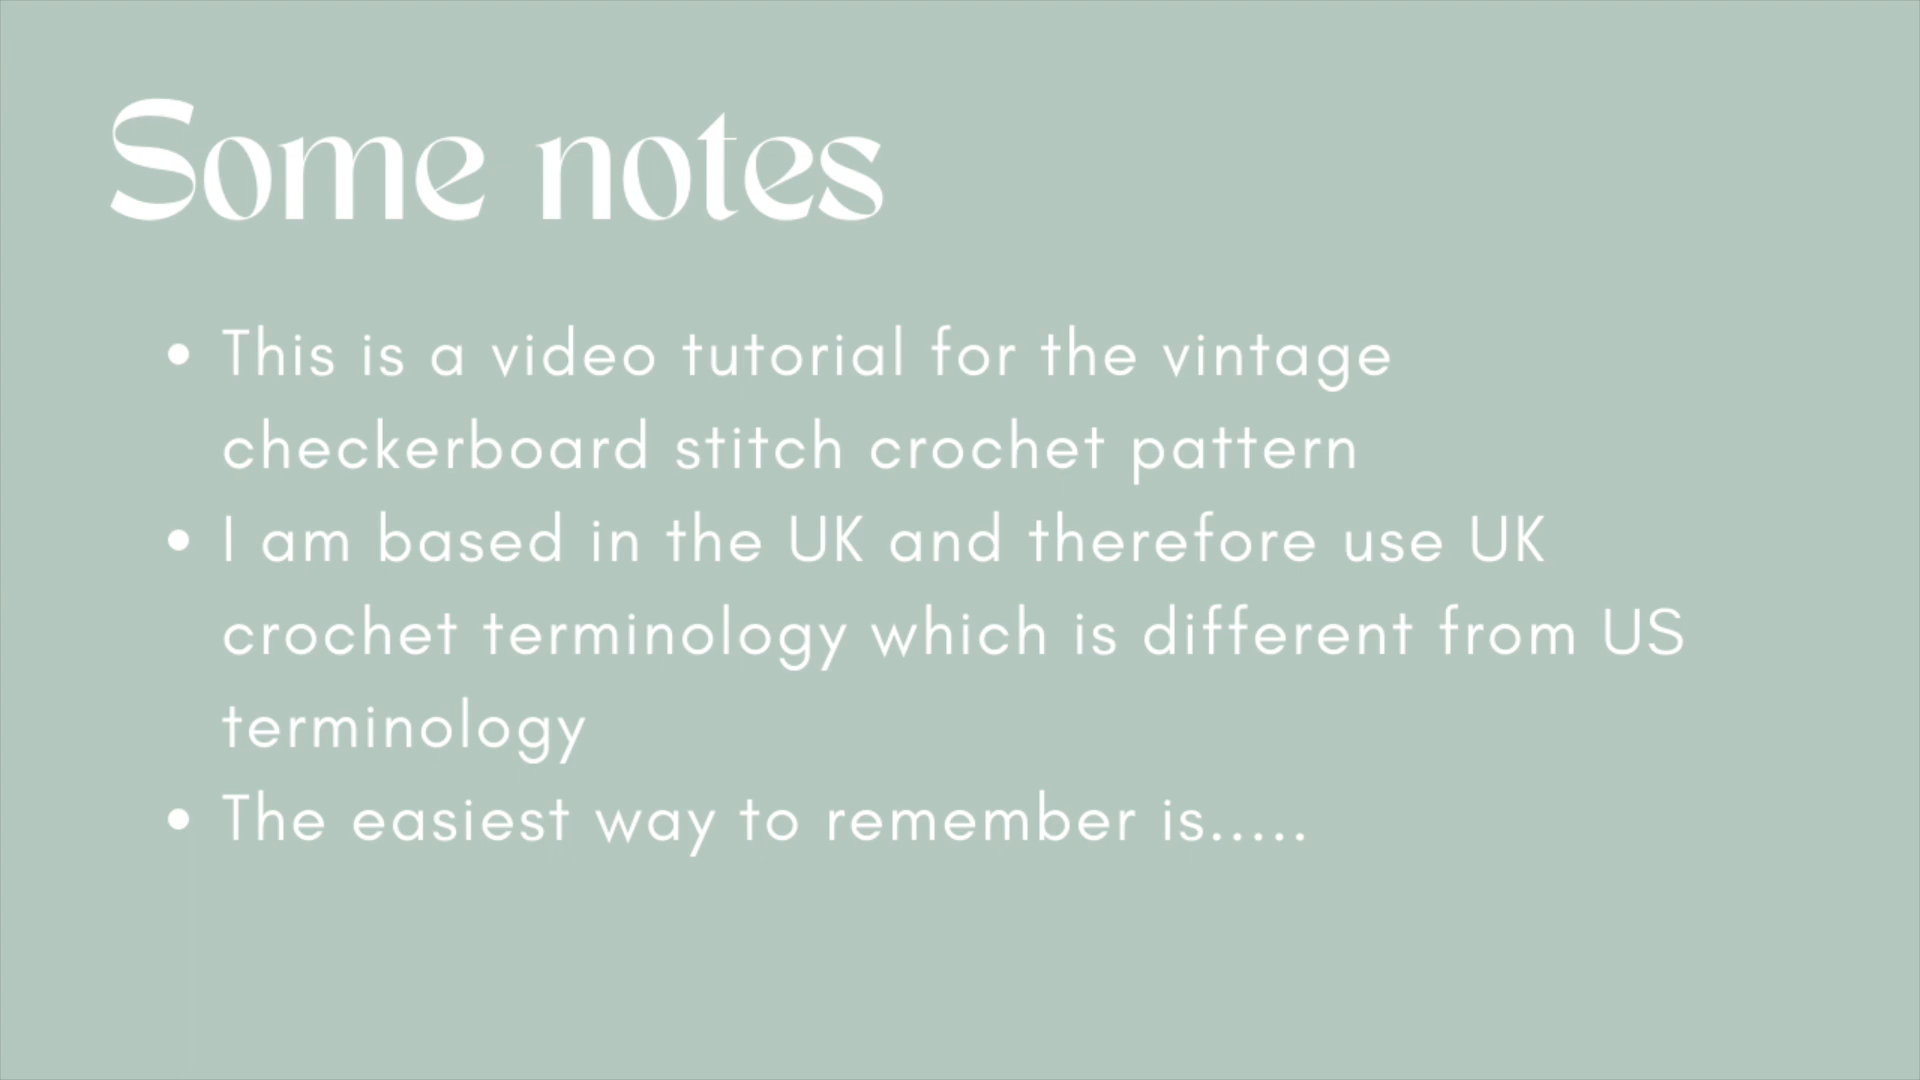 Some notes
• This is a video tutorial for the vintage
checkerboard stitch crochet pattern
• I am based in the UK and therefore use UK
crochet terminology which is different from US
terminology
• The easiest way to remember is.....